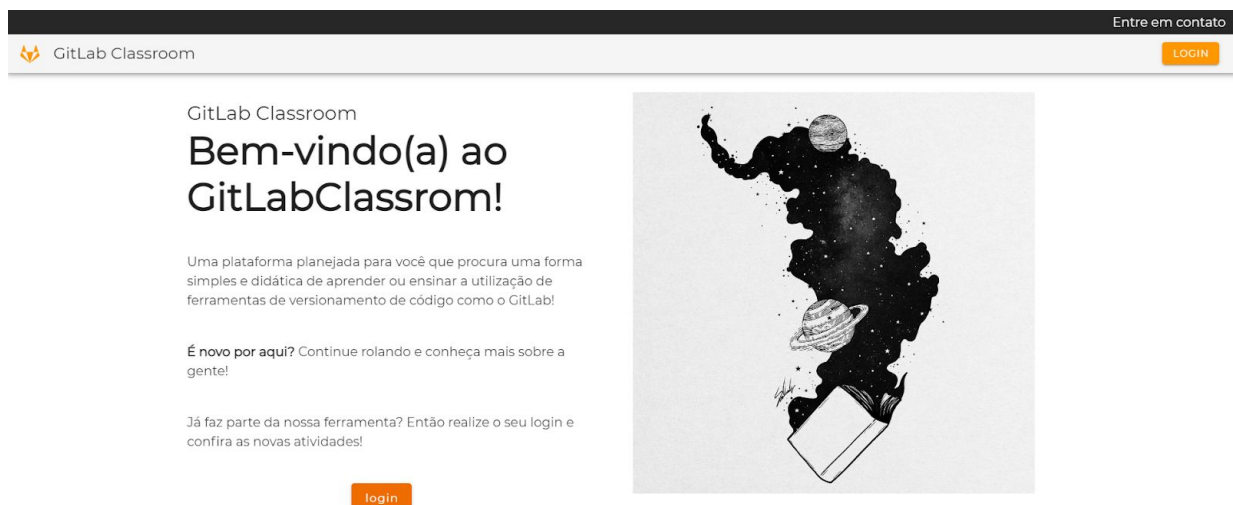 Entre em contato
GitLab Classroom
LOGIN
GitLab Classroom
Bem-vindo(a) ao
GitLabClassrom!
Uma plataforma planejada para você que procura uma forma
simples e didática de aprender ou ensinar a utilização de
ferramentas de versionamento de código como o GitLab!
É novo por aqui? Continue rolando e conheça mais sobre a
gente!
Já faz parte da nossa ferramenta? Então realize o seu login e
confira as novas atividades!
login